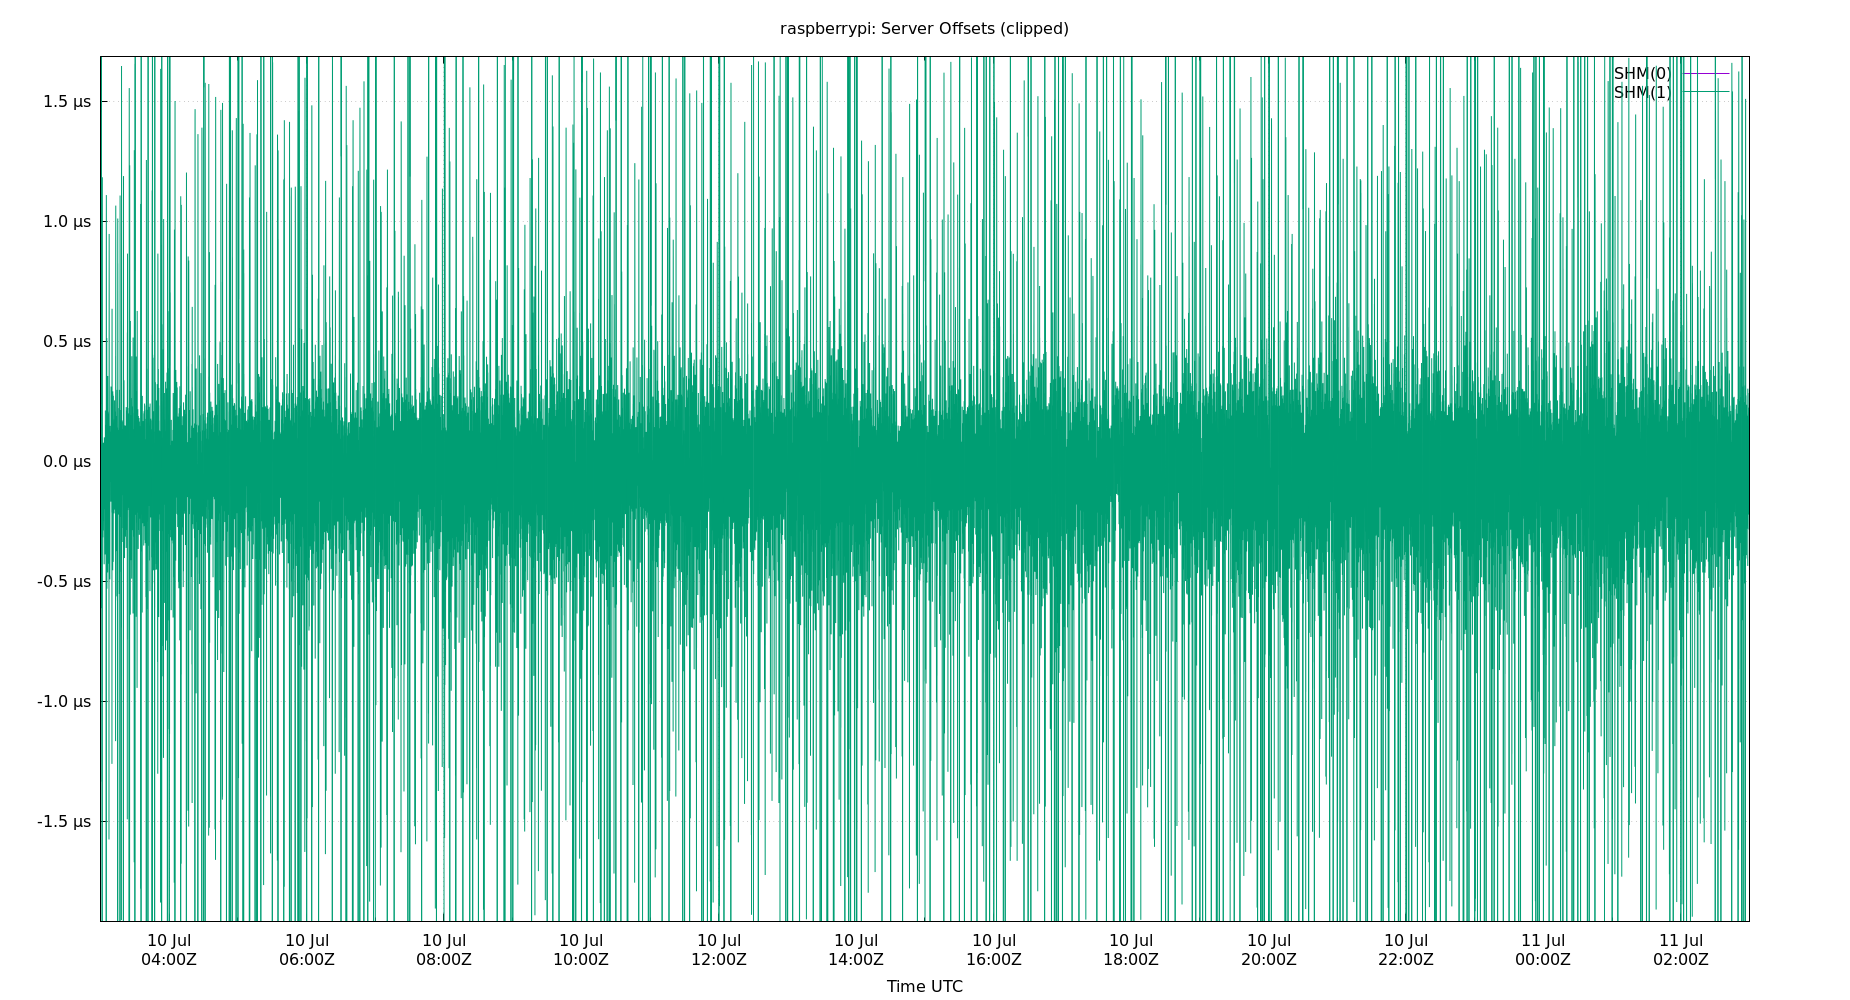 raspberrypi: Server Offsets (clipped)
SHM(0)
SHM(1)
1.5 µs
1.0 µs
0.5 µs
0.0 µs
-0.5 µs
-1.0 µs
-1.5 µs
10 Jul 10 Jul 10 Jul 10 Jul 10 Jul 10 Jul 10 Jul 10 Jul 10 Jul 10 Jul 11 Jul 11 Jul
04:00Z 06:00Z 08:00Z 10:00Z 12:00Z 14:00Z 16:00Z 18:00Z 20:00Z 22:00Z 00:00Z 02:00Z
Time UTC